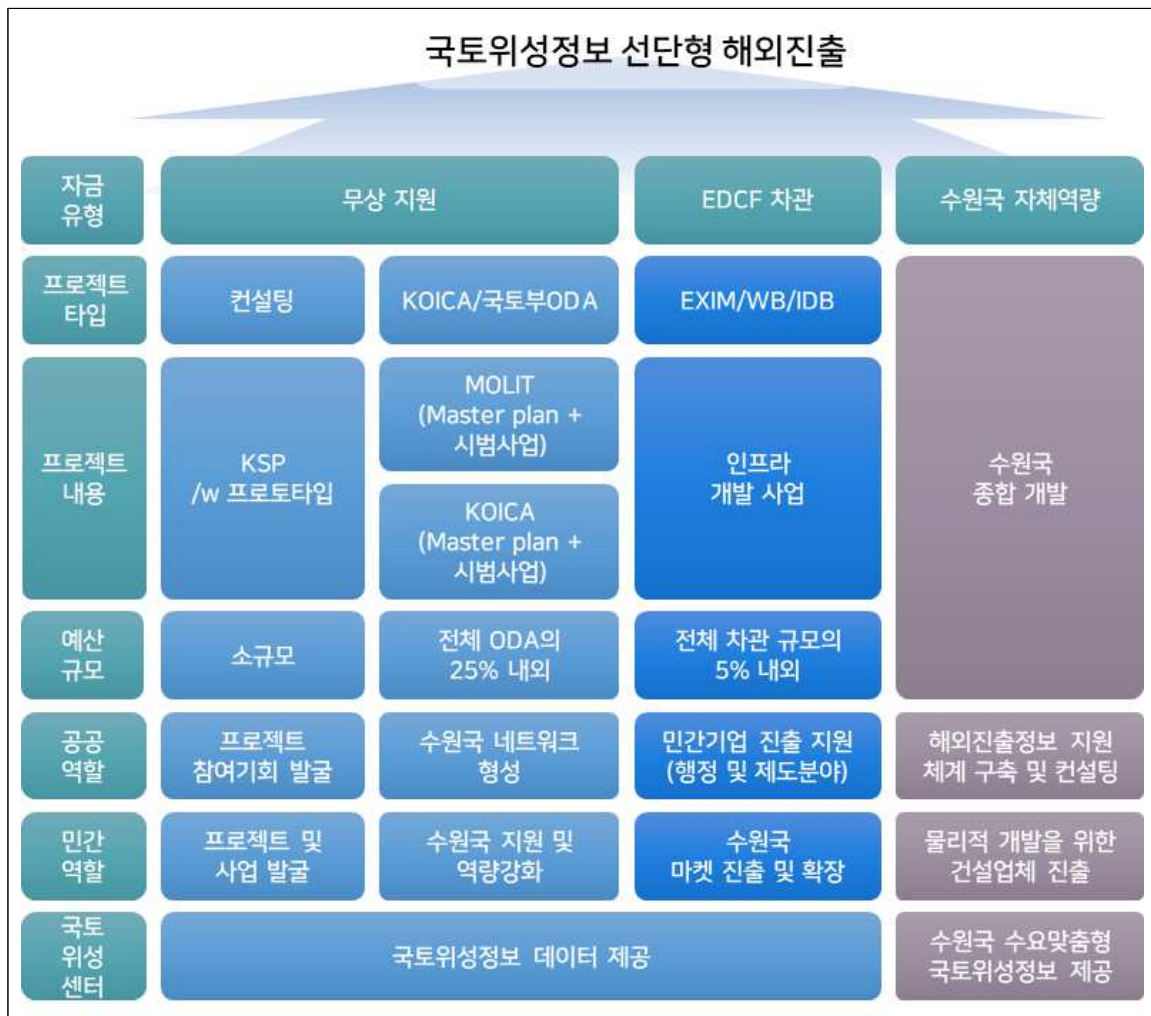 국토위성정보 선단형 해외진출
자금
유형
무상 지원
EDCF 차관
수원국 자체역량
프로젝트
타입
컨설팅
KOICA/국토부ODA
EXIM/WB/IDB
프로젝트
내용
KSP
/w 프로토타입
MOLIT
(Master plan +
시범사업)
KOICA
(Master plan +
시범사업)
인프라
개발 사업
수원국
종합 개발
예산
규모
소규모
전체 ODA의
25% 내외
전체 차관 규모의
5% 내외
공공
역할
프로젝트
참여기회 발굴
수원국 네트워크
형성
민간기업 진출 지원
(행정 및 제도분야)
해외진출정보 지원
체계 구축 및 컨설팅
민간
역할
프로젝트 및
사업 발굴
수원국 지원 및
역량강화
수원국
마켓 진출 및 확장
물리적 개발을 위한
건설업체 진출
국토
위성
센터
국토위성정보 데이터 제공
수원국 수요맞춤형
국토위성정보 제공